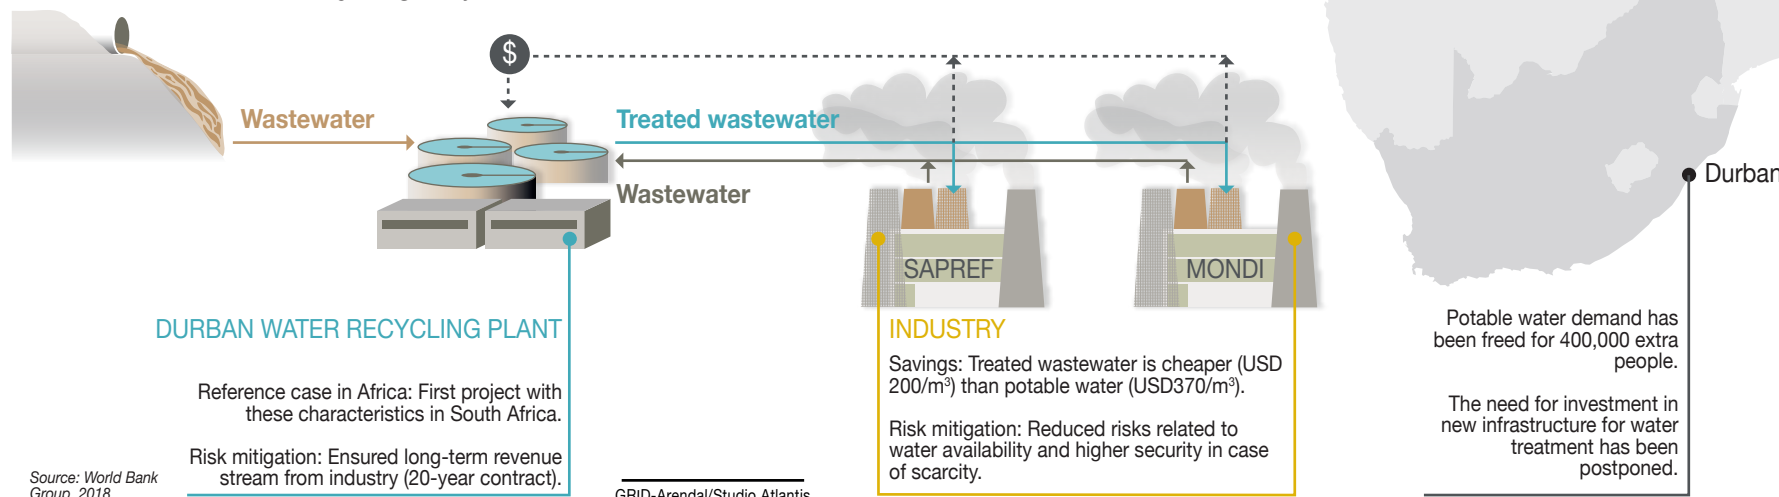 $
Wastewater
Treated wastewater
Wastewater
Durban
SAPREF
MONDI
DURBAN WATER RECYCLING PLANT
Reference case in Africa: First project with
these characteristics in South Africa.
Risk mitigation: Ensured long-term revenue
stream from industry (20-year contract).
INDUSTRY
Savings: Treated wastewater is cheaper (USD
200/m³) than potable water (USD370/m³).
Risk mitigation: Reduced risks related to
water availability and higher security in case
of scarcity.
Potable water demand has
been freed for 400,000 extra
people.
The need for investment in
new infrastructure for water
treatment has been
postponed.
Source: World Bank
Group, 2018
GRID-Arendal/Studio Atlantis